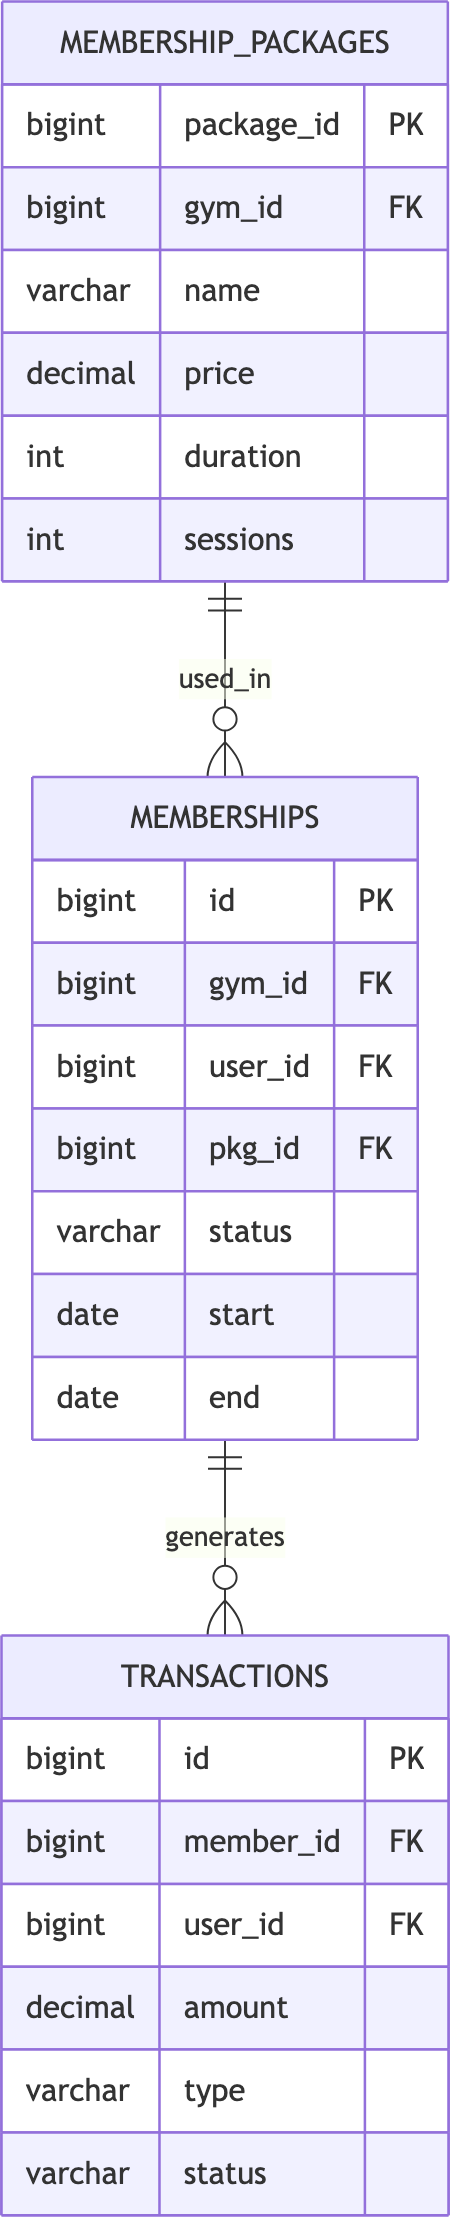 MEMBERSHIP_PACKAGES
bigint package_id PK
bigint gym_id FK
varchar name
decimal price
int duration
int sessions
used_in
MEMBERSHIPS
bigint id PK
bigint gym_id FK
bigint user_id FK
bigint pkg_id FK
varchar status
date start
date end
generates
TRANSACTIONS
bigint id PK
bigint member_id FK
bigint user_id FK
decimal amount
varchar type
varchar status